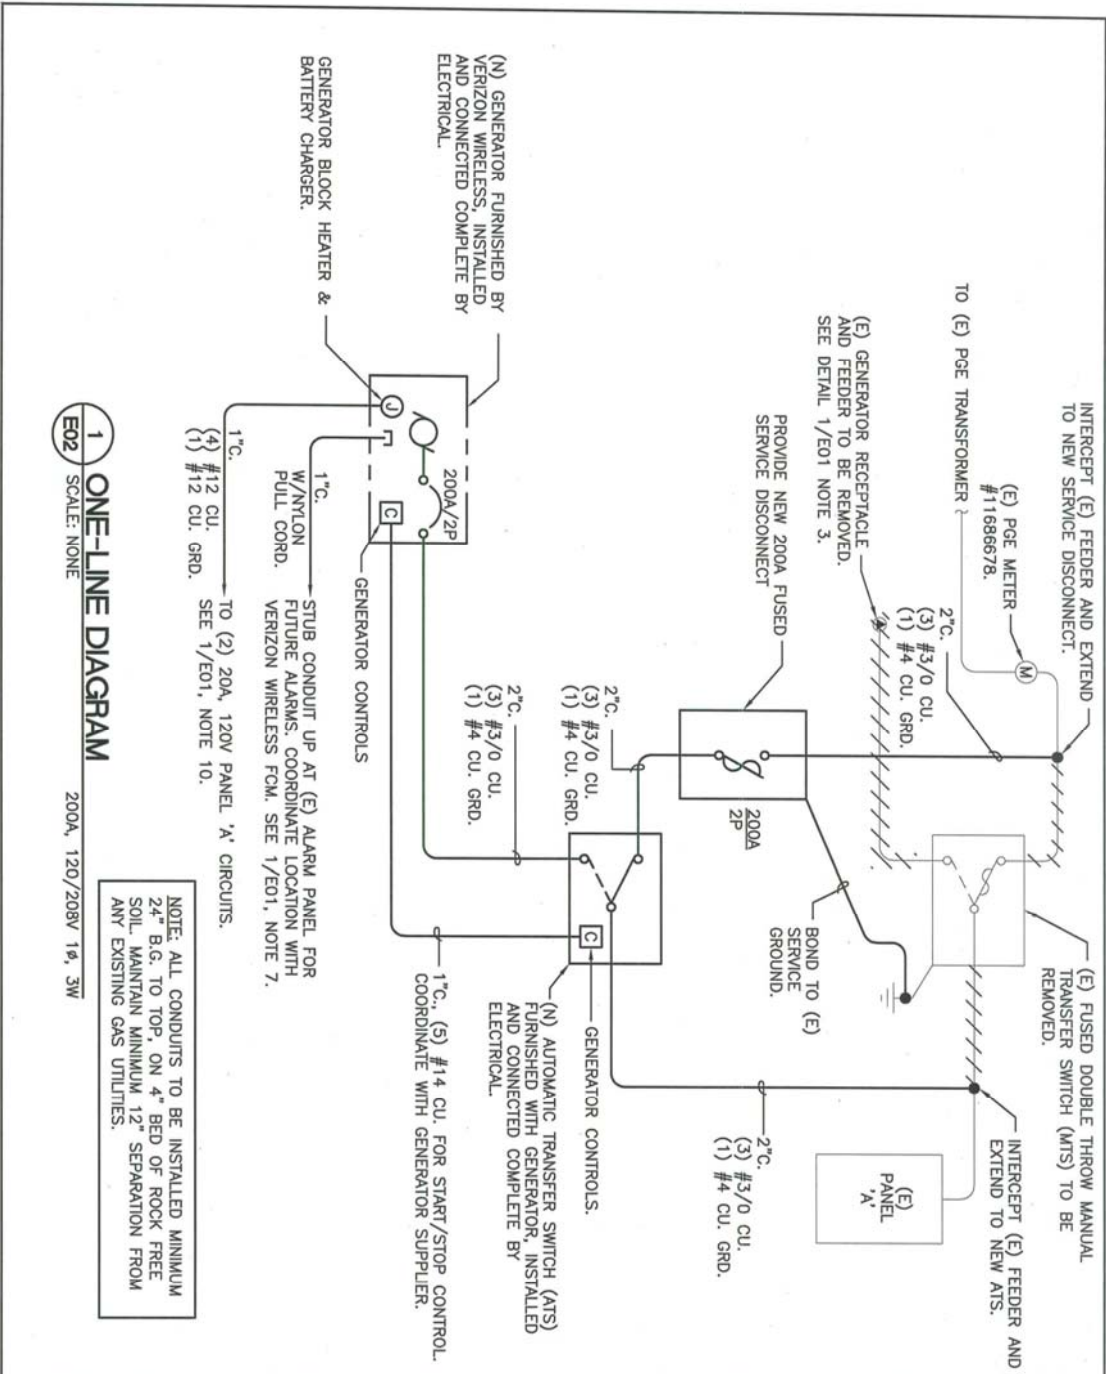 INTERCEPT (E) FEEDER AND EXTEND
TO NEW SERVICE DISCONNECT.
(E) PGE METER
#11686678.
M
TO (E) PGE TRANSFORMER
2"C.
(3) #3/0 CU.
(1) #4 CU. GRD.
(E) GENERATOR RECEPTACLE
AND FEEDER TO BE REMOVED.
SEE DETAIL 1/E01 NOTE 3.
PROVIDE NEW 200A FUSED
SERVICE DISCONNECT
(E) FUSED DOUBLE THROW MANUAL
TRANSFER SWITCH (MTS) TO BE
REMOVED.
INTERCEPT (E) FEEDER AND
EXTEND TO NEW ATS.
(E)
PANEL
'A'
BOND TO (E)
SERVICE
GROUND.
200A
2P
2"C.
(3) #3/0 CU.
(1) #4 CU. GRD.
2"C.
(3) #3/0 CU.
(1) #4 CU. GRD.
2"C.
(3) #3/0 CU.
(1) #4 CU. GRD.
C
GENERATOR CONTROLS.
(N) AUTOMATIC TRANSFER SWITCH (ATS)
FURNISHED WITH GENERATOR, INSTALLED
AND CONNECTED COMPLETE BY
ELECTRICAL.
1"C., (5) #14 CU. FOR START/STOP CONTROL.
COORDINATE WITH GENERATOR SUPPLIER.
(N) GENERATOR FURNISHED BY
VERIZON WIRELESS, INSTALLED
AND CONNECTED COMPLETE BY
ELECTRICAL.
200A/2P
J
C
GENERATOR CONTROLS
GENERATOR BLOCK HEATER &
BATTERY CHARGER.
1"C.
W/NYLON
PULL CORD.
STUB CONDUIT UP AT (E) ALARM PANEL FOR
FUTURE ALARMS. COORDINATE LOCATION WITH
VERIZON WIRELESS FCM. SEE 1/E01, NOTE 7.
1"C.
(4) #12 CU.
(1) #12 CU. GRD.
TO (2) 20A, 120V PANEL 'A' CIRCUITS.
SEE 1/E01, NOTE 10.
NOTE: ALL CONDUITS TO BE INSTALLED MINIMUM
24" B.G. TO TOP, ON 4" BED OF ROCK FREE
SOIL. MAINTAIN MINIMUM 12" SEPARATION FROM
ANY EXISTING GAS UTILITIES.
1
E02
ONE-LINE DIAGRAM
SCALE: NONE
200A, 120/208V 1ø, 3W